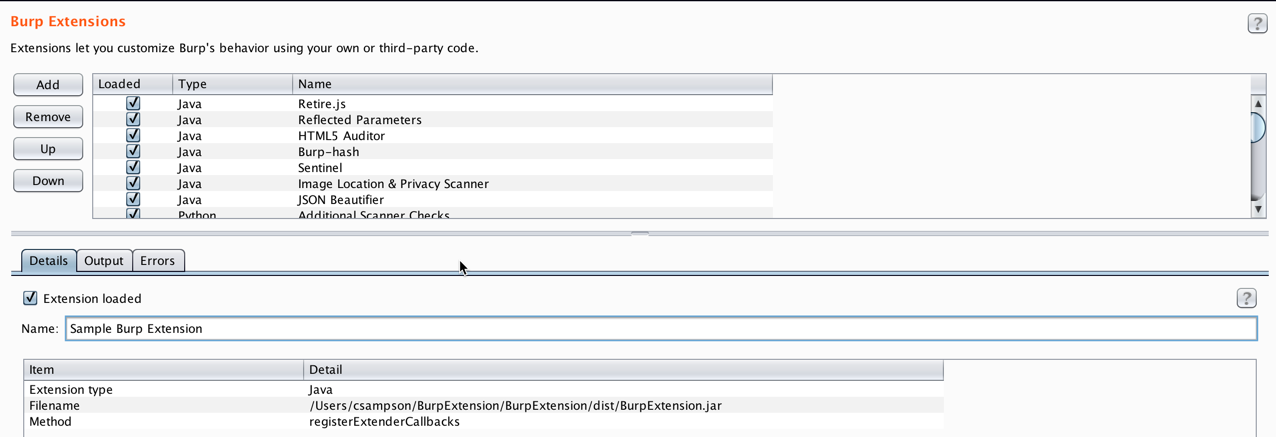 Burp Extensions
?
Extensions let you customize Burp's behavior using your own or third-party code.
Add
Remove
Up
Down
Loaded Type Name
Java Retire.js
Java Reflected Parameters
Java HTML5 Auditor
Java Burp-hash
Java Sentinel
Java Image Location & Privacy Scanner
Java JSON Beautifier
Python Additional Scanner Checks
Details Output Errors
Extension loaded
?
Name: Sample Burp Extension
Item Detail
Extension type Java
Filename /Users/csampson/BurpExtension/BurpExtension/dist/BurpExtension.jar
Method registerExtenderCallbacks